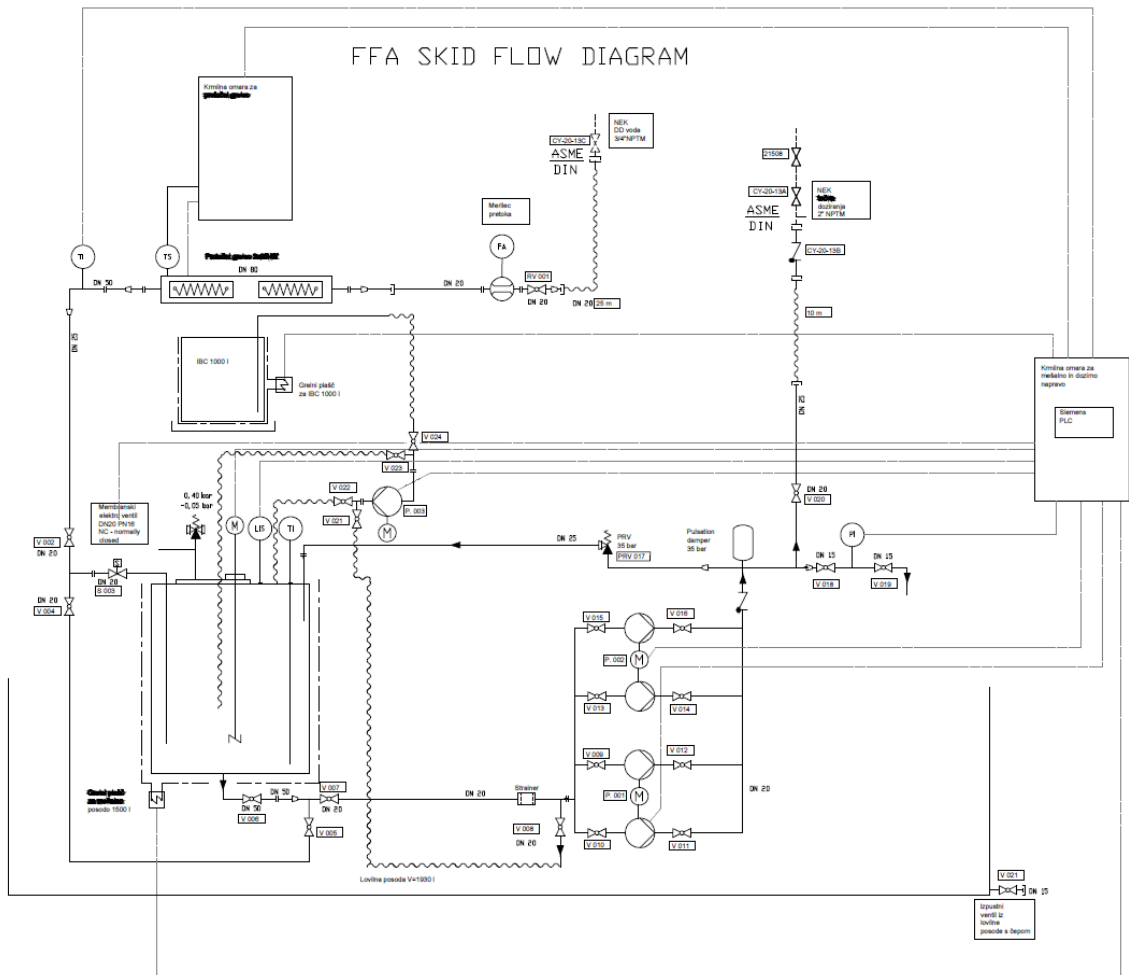 FFA SKID FLOW DIAGRAM
Krmilna omara za
NEK
DD voda
3/4"NPTM
CY-20-13C
ASME
DIN
21508
CY-20-13A
NEK
doziranja
2" NPTM
ASME
DIN
CY-20-13B
Merilec
pretoka
FA
TI
TS
DN 80
DN 50
DN 20
RV 001
DN 20
DN 20
25 m
10 m
DN 25
IBC 1000 l
Grelni plašč
za IBC 1000 l
Krmilna omara za
mešalno in dozirno
napravo
Siemens
PLC
DN 25
V 024
V 023
V 022
V 021
P. 003
M
Membranski
elektro ventil
DN20 PN16
NC - normally
closed
0,40 bar
-0,05 bar
M
LIS
TI
V 002
DN 20
S
DN 20
S 003
DN 20
V 004
DN 25
PRV
35 bar
PRV 017
Pulsation
damper
35 bar
DN 20
V 020
PI
DN 15
V 018
DN 15
V 019
V 015
V 016
P. 002
M
V 013
V 014
V 009
V 012
P. 001
M
V 010
V 011
DN 20
posodo 1500 l
DN 50
V 006
DN 50
V 007
DN 20
V 005
DN 20
Strainer
V 008
DN 20
Lovilna posoda V=1930 l
V 021
DN 15
Izpustni
ventil iz
lovilne
posode s čepom